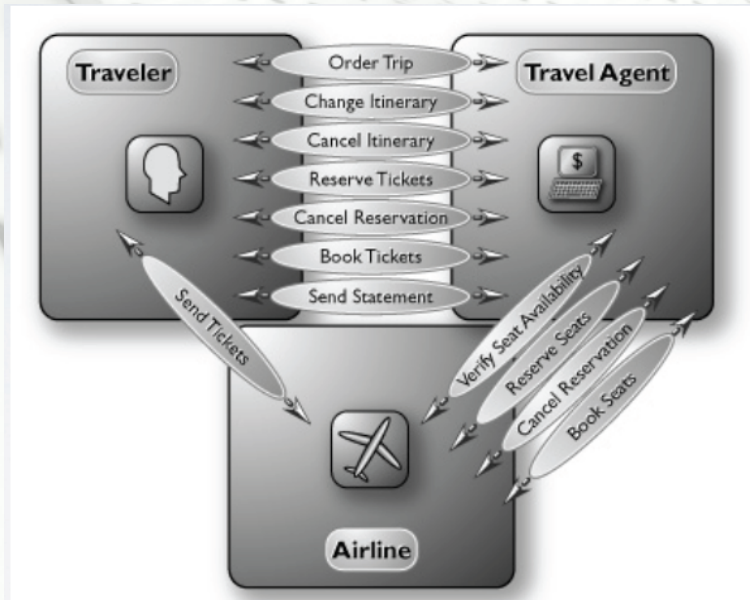 Traveler
Travel Agent
Order Trip
Change Itinerary
Cancel Itinerary
Reserve Tickets
Cancel Reservation
Book Tickets
Send Statement
Send Tickets
Verify Seat Availability
Reserve Seats
Cancel Reservation
Book Seats
$
Airline